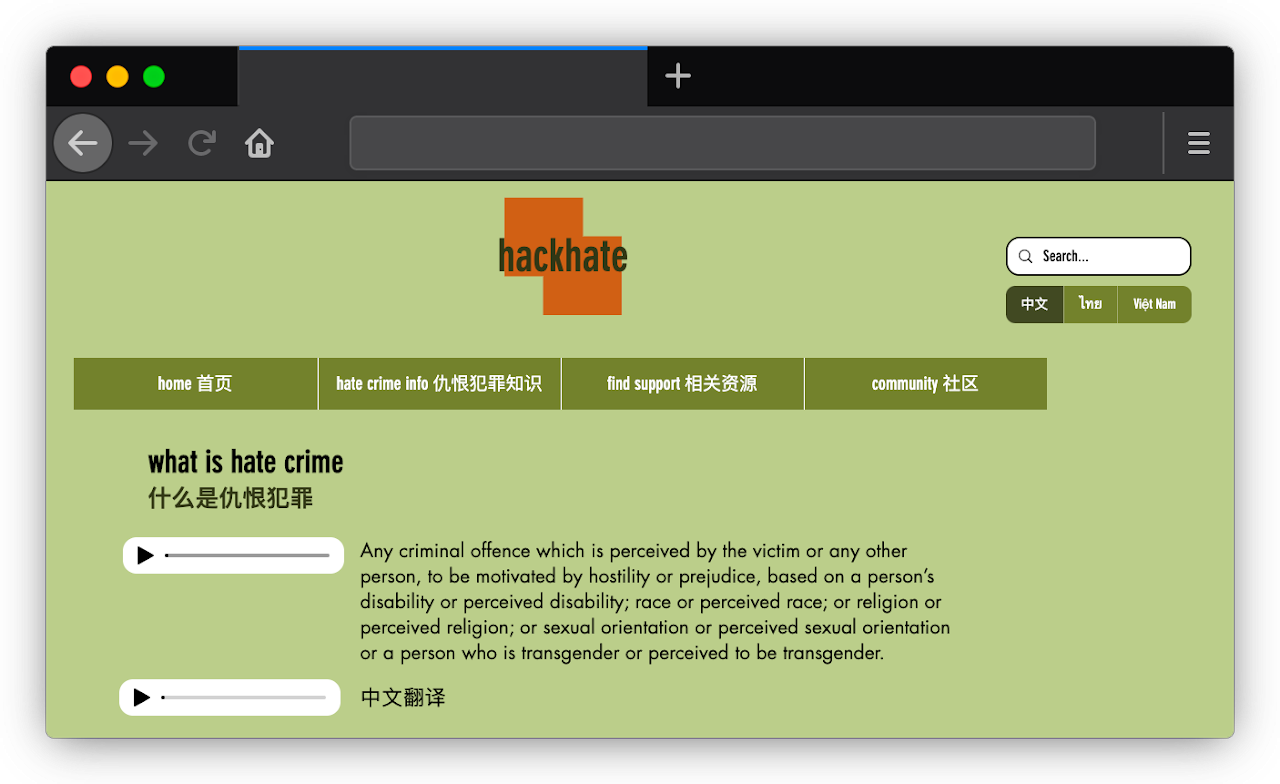 hackhate
Search...
中文 ไทย Việt Nam
home 首页 hate crime info 仇恨犯罪知识 find support 相关资源 community 社区
what is hate crime
什么是仇恨犯罪
Any criminal offence which is perceived by the victim or any other
person, to be motivated by hostility or prejudice, based on a person’s
disability or perceived disability; race or perceived race; or religion or
perceived religion; or sexual orientation or perceived sexual orientation
or a person who is transgender or perceived to be transgender.
中文翻译